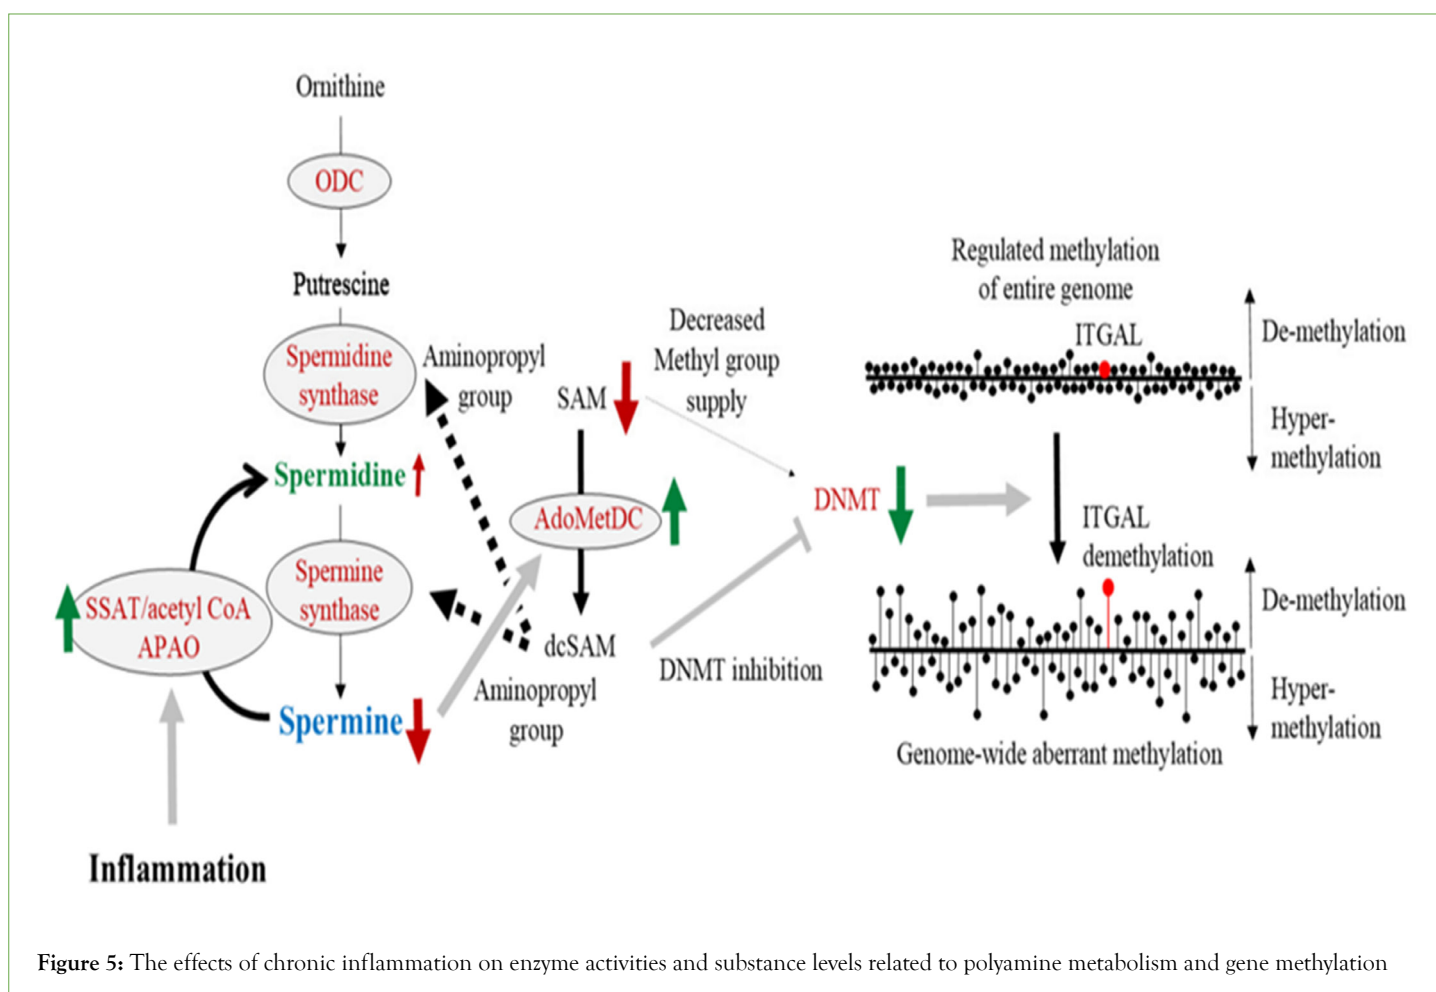 Ornithine
ODC
Putrescine
Spermidine
synthase
Aminopropyl
group
Spermidine
Spermine
synthase
SSAT/acetyl CoA
APAO
Spermine
Inflammation
SAM
Decreased
Methyl group
supply
AdoMetDC
dcSAM
Aminopropyl
group
DNMT inhibition
DNMT
Regulated methylation
of entire genome
ITGAL
De-methylation
Hyper-
methylation
ITGAL
demethylation
De-methylation
Hyper-
methylation
Genome-wide aberrant methylation
Figure 5: The effects of chronic inflammation on enzyme activities and substance levels related to polyamine metabolism and gene methylation